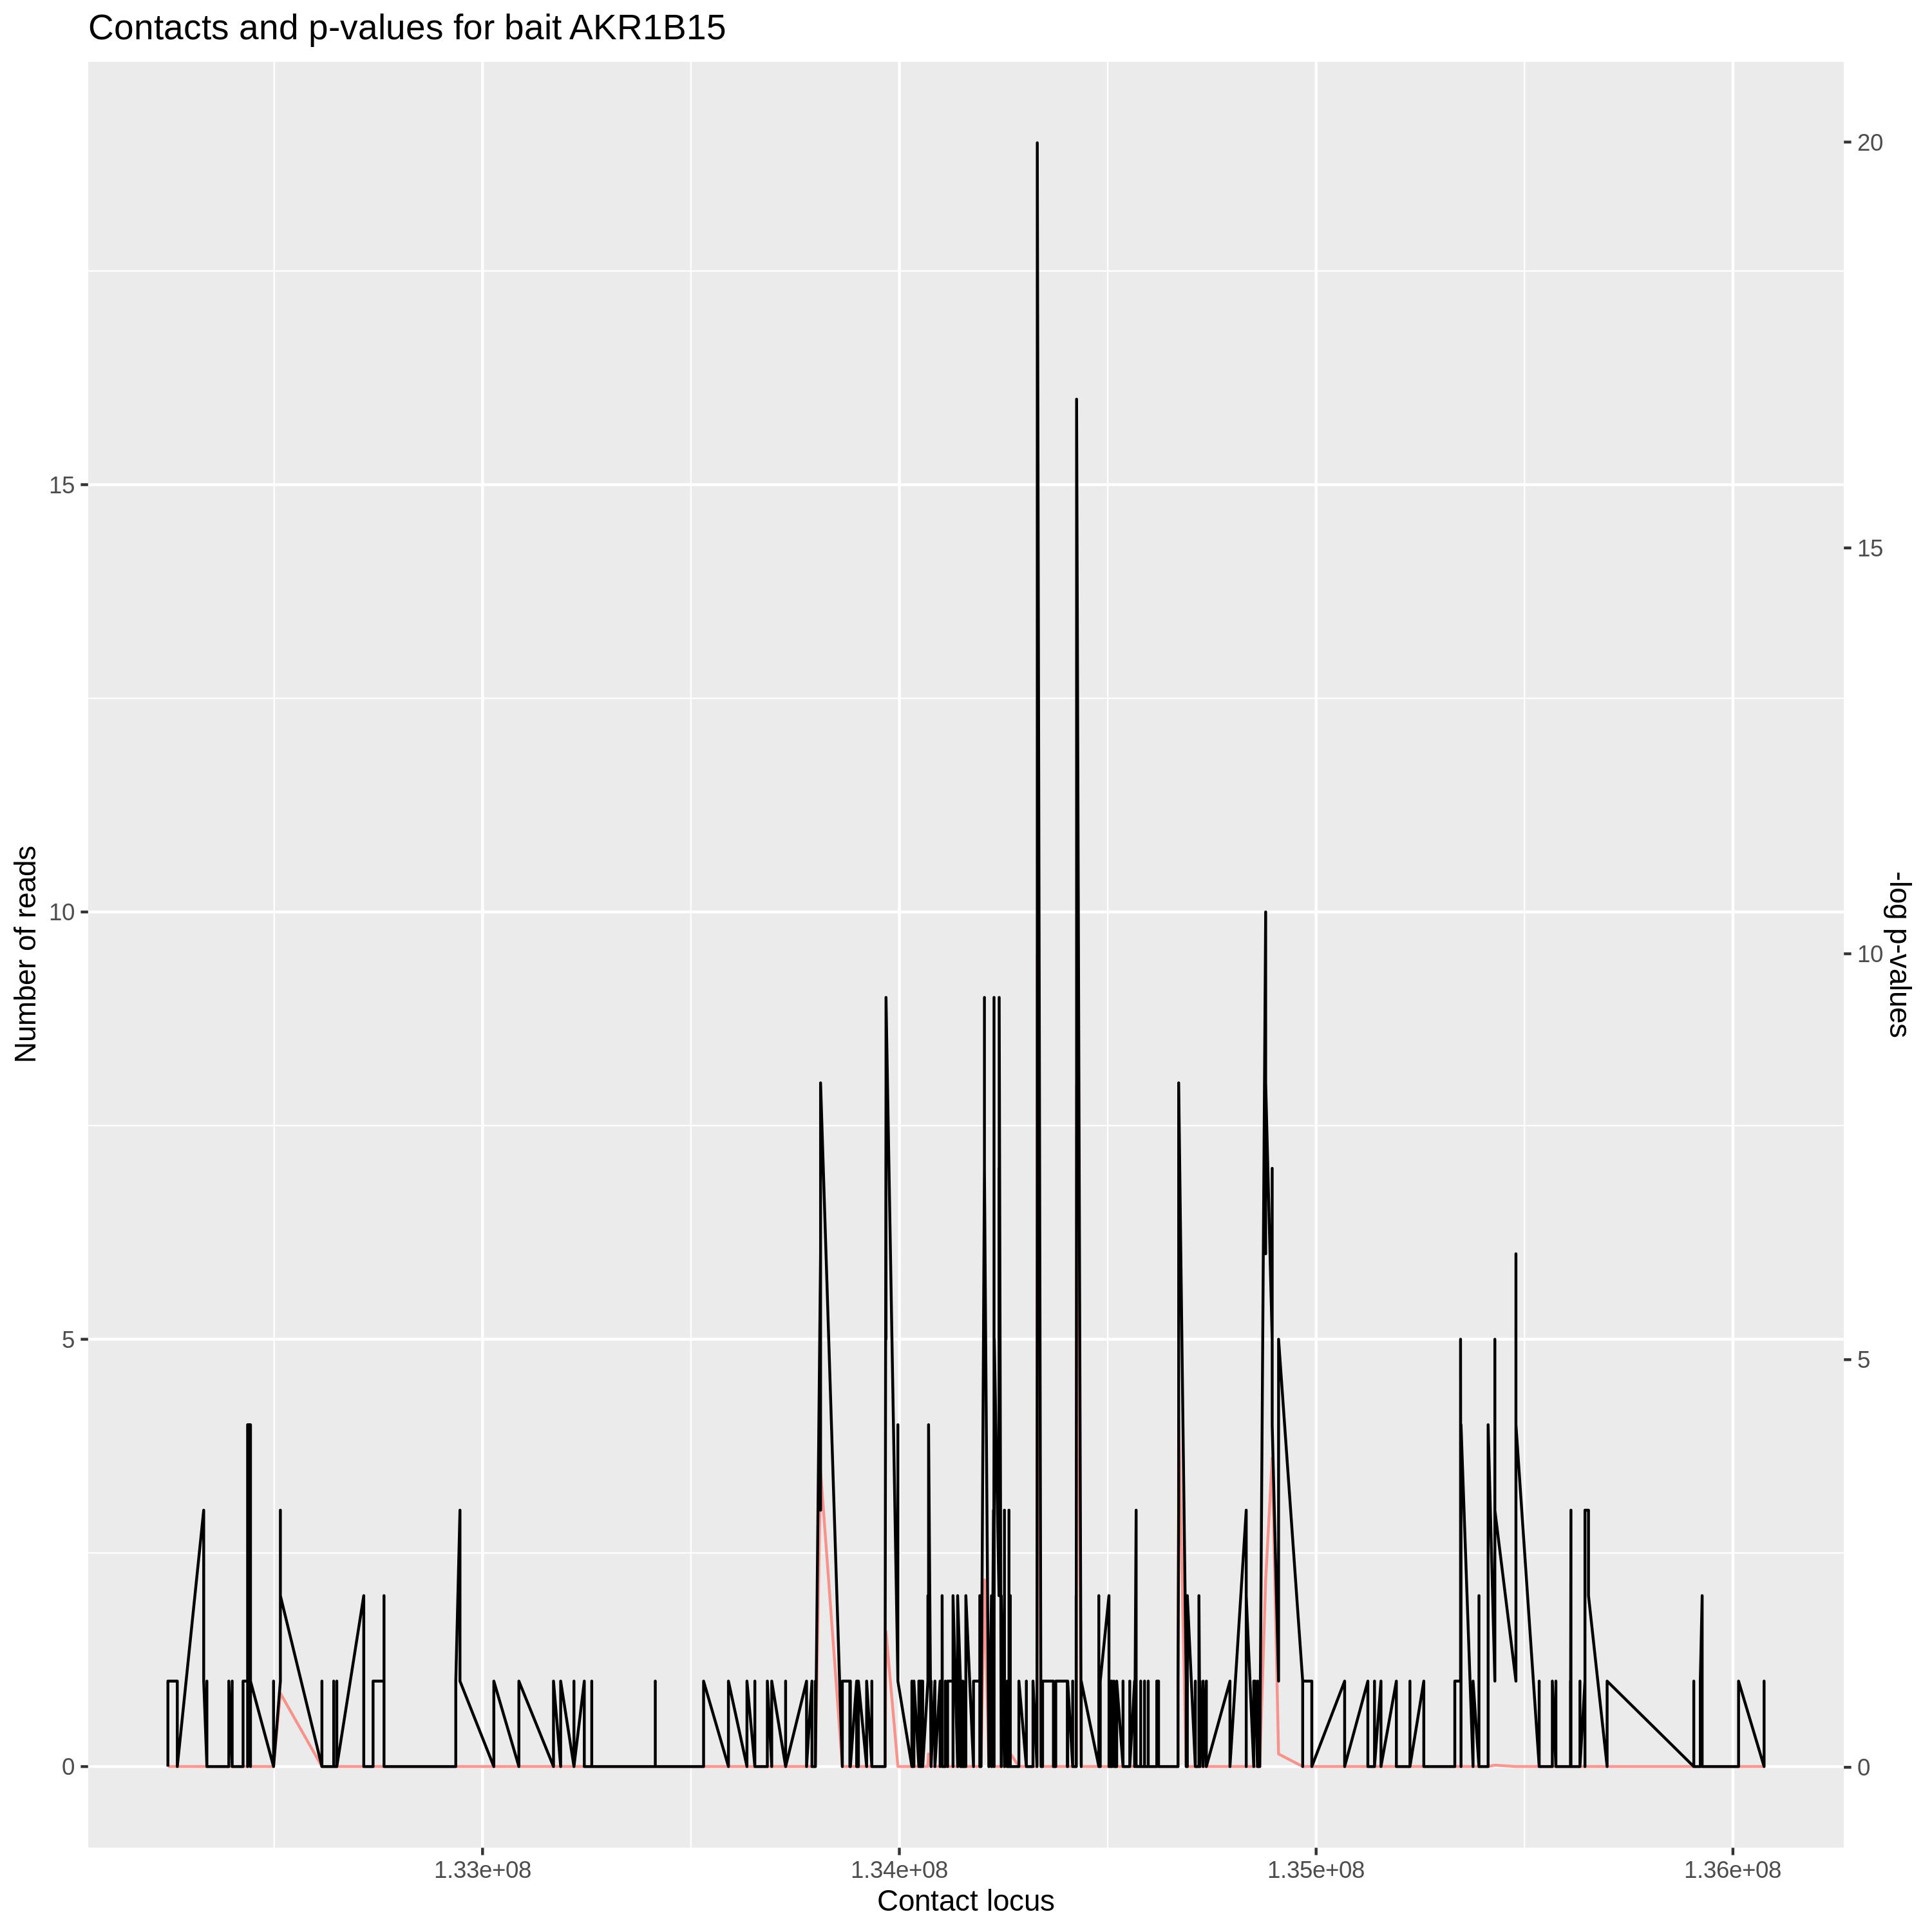 Contacts and p-values for bait AKR1B15
Number of reads
15
10
5
0
20
15
10
5
0
-log p-values
1.33e+08
1.34e+08
1.35e+08
1.36e+08
Contact locus